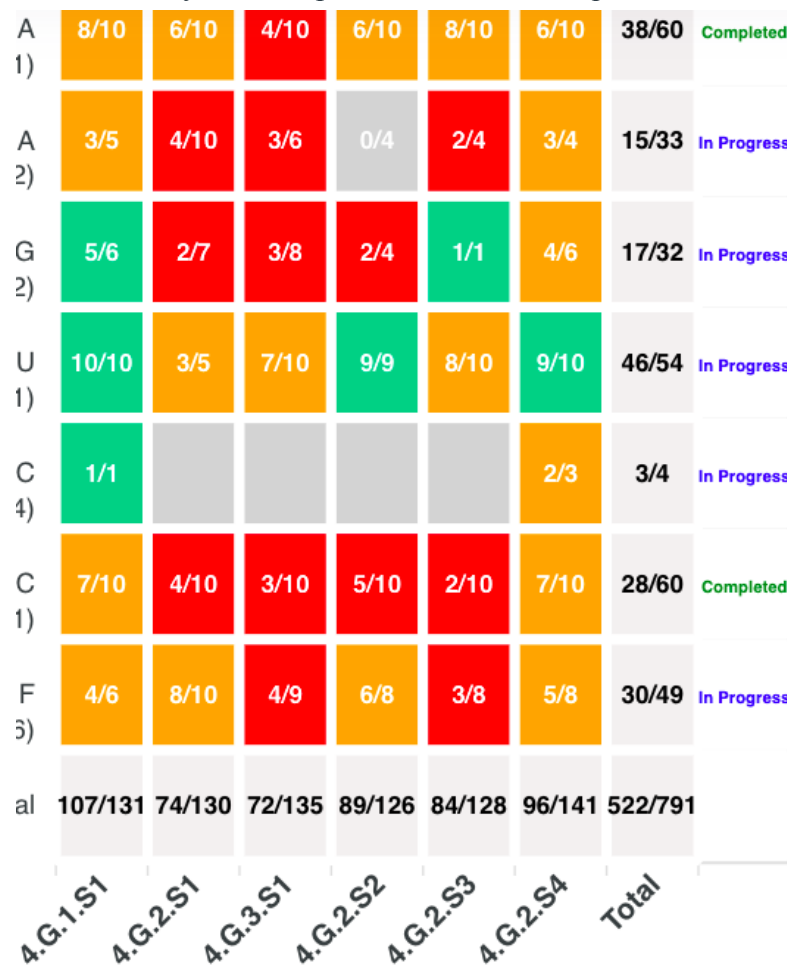 A 8/10 6/10 4/10 6/10 8/10 6/10 38/60 Completed
1)
A 3/5 4/10 3/6 0/4 2/4 3/4 15/33 In Progress
2)
G 5/6 2/7 3/8 2/4 1/1 4/6 17/32 In Progress
2)
U 10/10 3/5 7/10 9/9 8/10 9/10 46/54 In Progress
1)
C 1/1 2/3 3/4 In Progress
4)
C 7/10 4/10 3/10 5/10 2/10 7/10 28/60 Completed
1)
F 4/6 8/10 4/9 6/8 3/8 5/8 30/49 In Progress
6)
al 107/131 74/130 72/135 89/126 84/128 96/141 522/791
4.G.1.S1 4.G.2.S1 4.G.3.S1 4.G.2.S2 4.G.2.S3 4.G.2.S4 Total